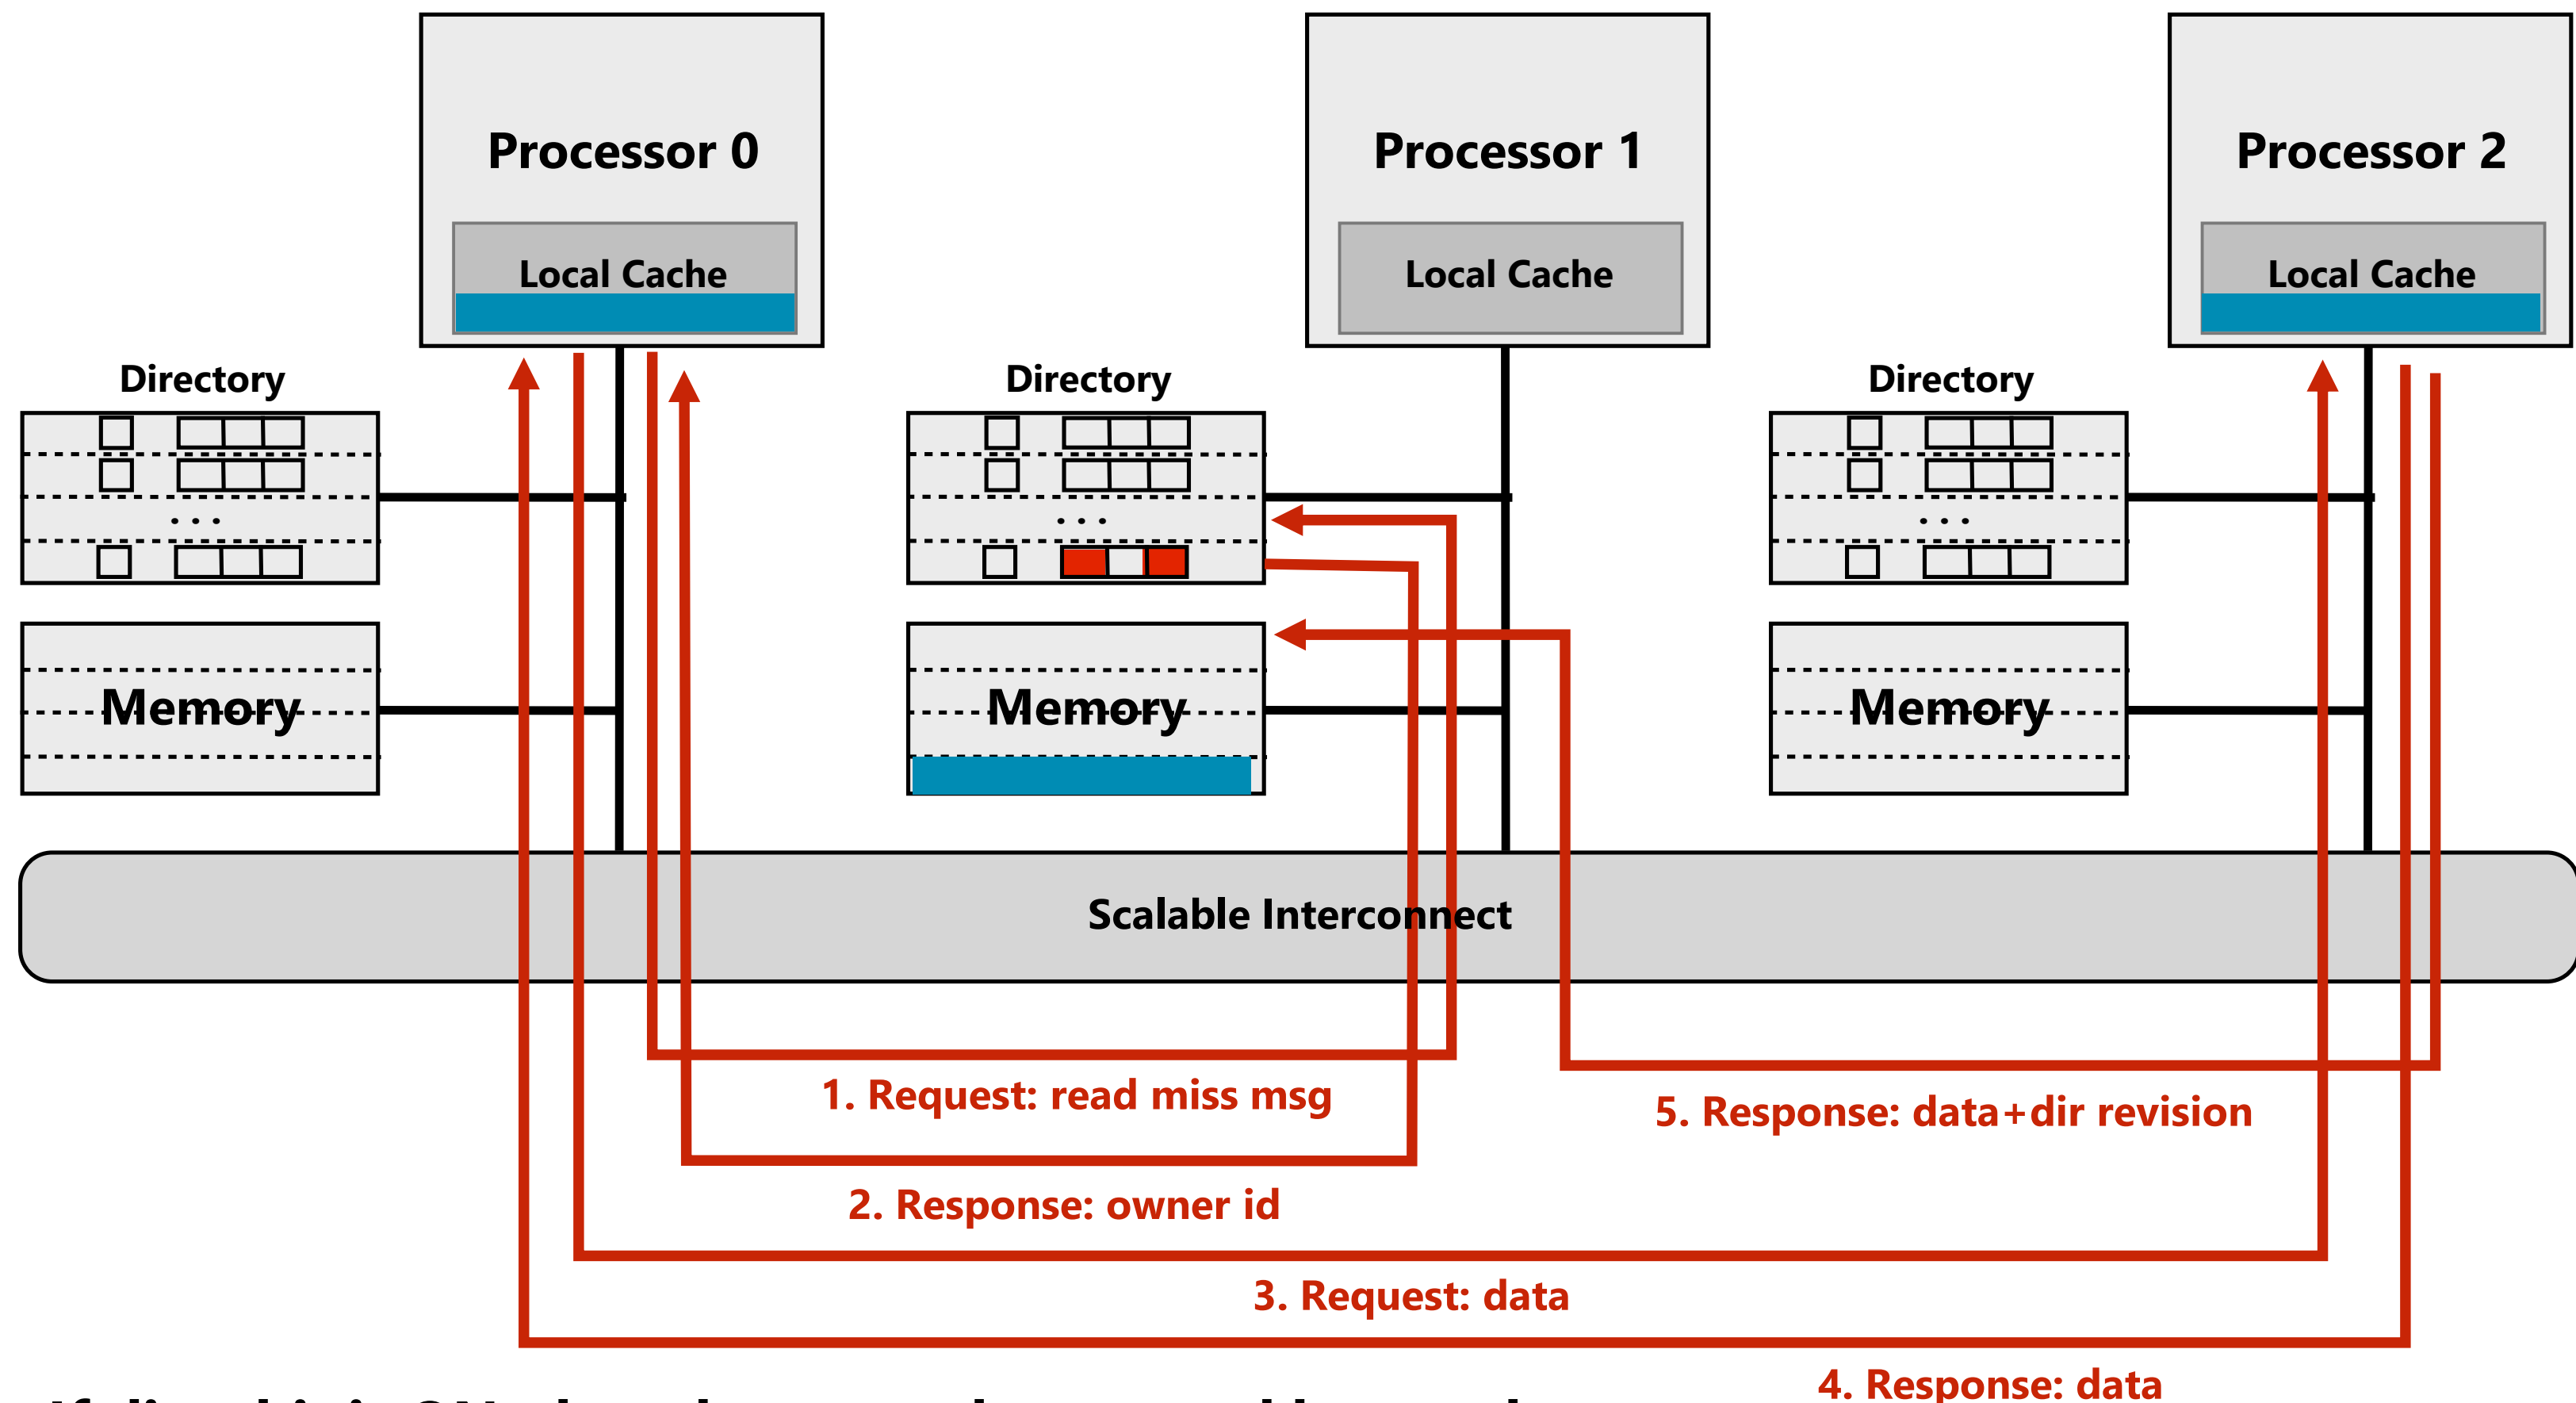 Processor 0
Processor 1
Processor 2
Local Cache
Local Cache
Local Cache
Directory
Directory
Directory
. . .
. . .
. . .
Memory
Memory
Memory
Scalable Interconnect
1. Request: read miss msg
5. Response: data+dir revision
2. Response: owner id
3. Request: data
4. Response: data